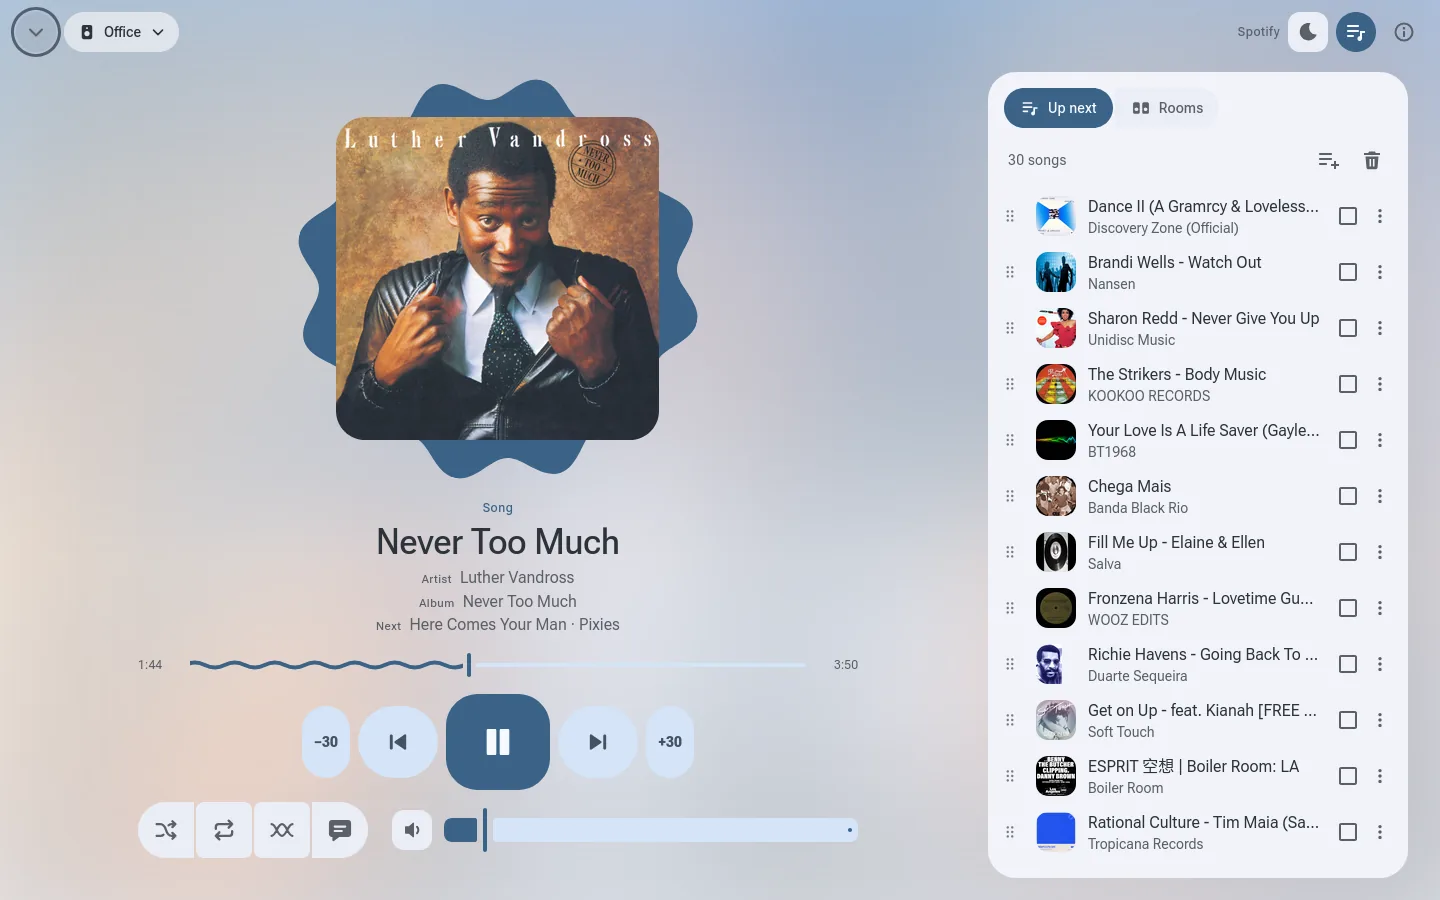 Office
Spotify
Luther Vandross
NEVER
TOO
MUCH
Song
Never Too Much
Artist Luther Vandross
Album Never Too Much
Next Here Comes Your Man · Pixies
1:44
3:50
−30
+30
Up next
Rooms
30 songs
Dance II (A Gramrcy & Loveless...
Discovery Zone (Official)
Brandi Wells - Watch Out
Nansen
Sharon Redd - Never Give You Up
Unidisc Music
The Strikers - Body Music
KOOKOO RECORDS
Your Love Is A Life Saver (Gayle...
BT1968
Chega Mais
Banda Black Rio
Fill Me Up - Elaine & Ellen
Salva
Fronzena Harris - Lovetime Gu...
WOOZ EDITS
Richie Havens - Going Back To ...
Duarte Sequeira
Get on Up - feat. Kianah [FREE ...
Soft Touch
BENNY
THE BUTCHER
CLIPPING.
DANNY BROWN
ESPRIT 空想 | Boiler Room: LA
Boiler Room
Rational Culture - Tim Maia (Sa...
Tropicana Records